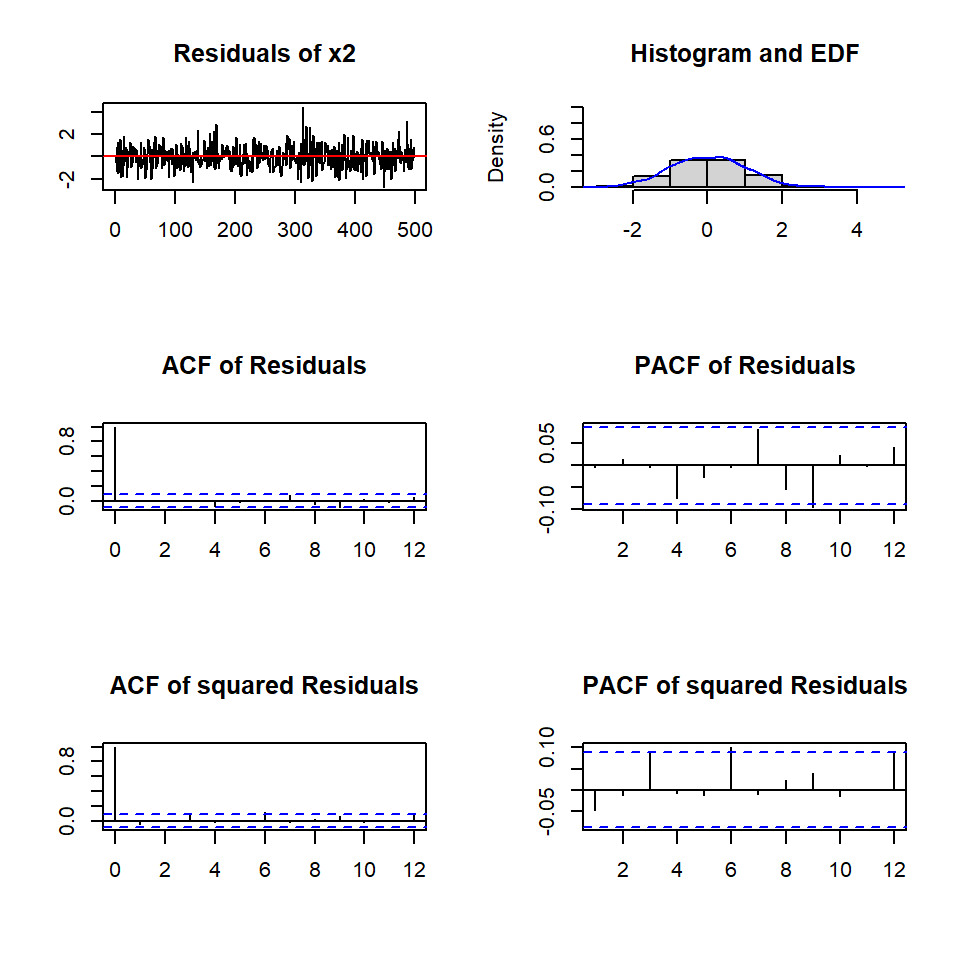 Residuals of x2
2
-2
0 100 200 300 400 500
Histogram and EDF
Density
0.6
0.0
-2 0 2 4
ACF of Residuals
0.8
0.0
0 2 4 6 8 10 12
PACF of Residuals
0.05
-0.10
2 4 6 8 10 12
ACF of squared Residuals
0.8
0.0
0 2 4 6 8 10 12
PACF of squared Residuals
0.10
-0.05
2 4 6 8 10 12